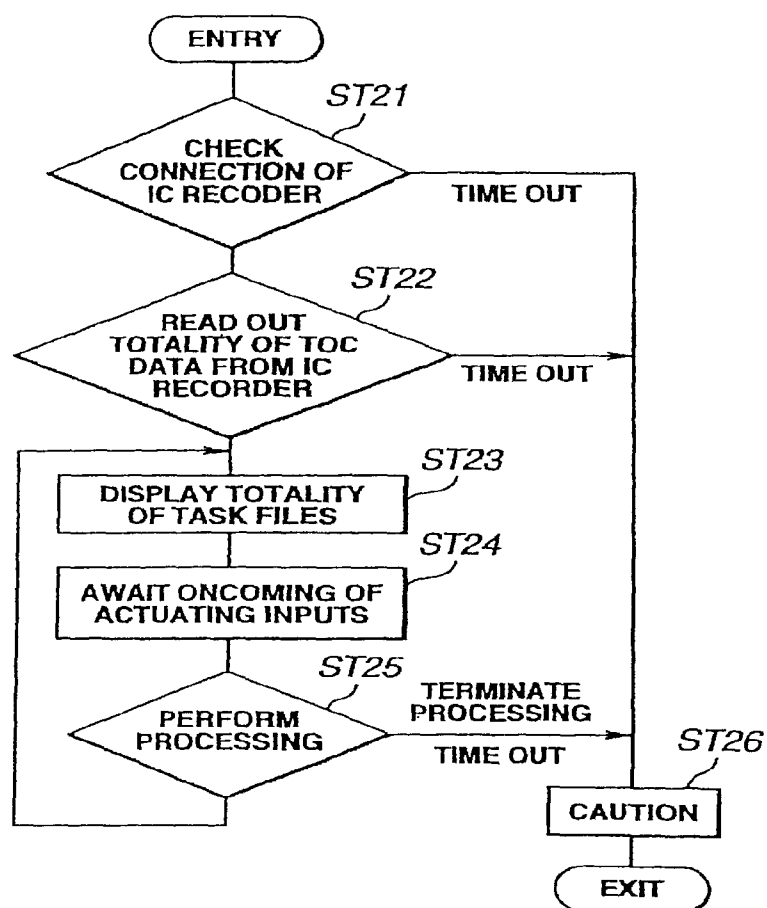 ENTRY
ST21
CHECK
CONNECTION OF
IC RECODER
TIME OUT
ST22
READ OUT
TOTALITY OF TOC
DATA FROM IC
RECORDER
TIME OUT
ST23
DISPLAY TOTALITY
OF TASK FILES
ST24
AWAIT ONCOMING OF
ACTUATING INPUTS
ST25
PERFORM
PROCESSING
TERMINATE
PROCESSING
TIME OUT
ST26
CAUTION
EXIT